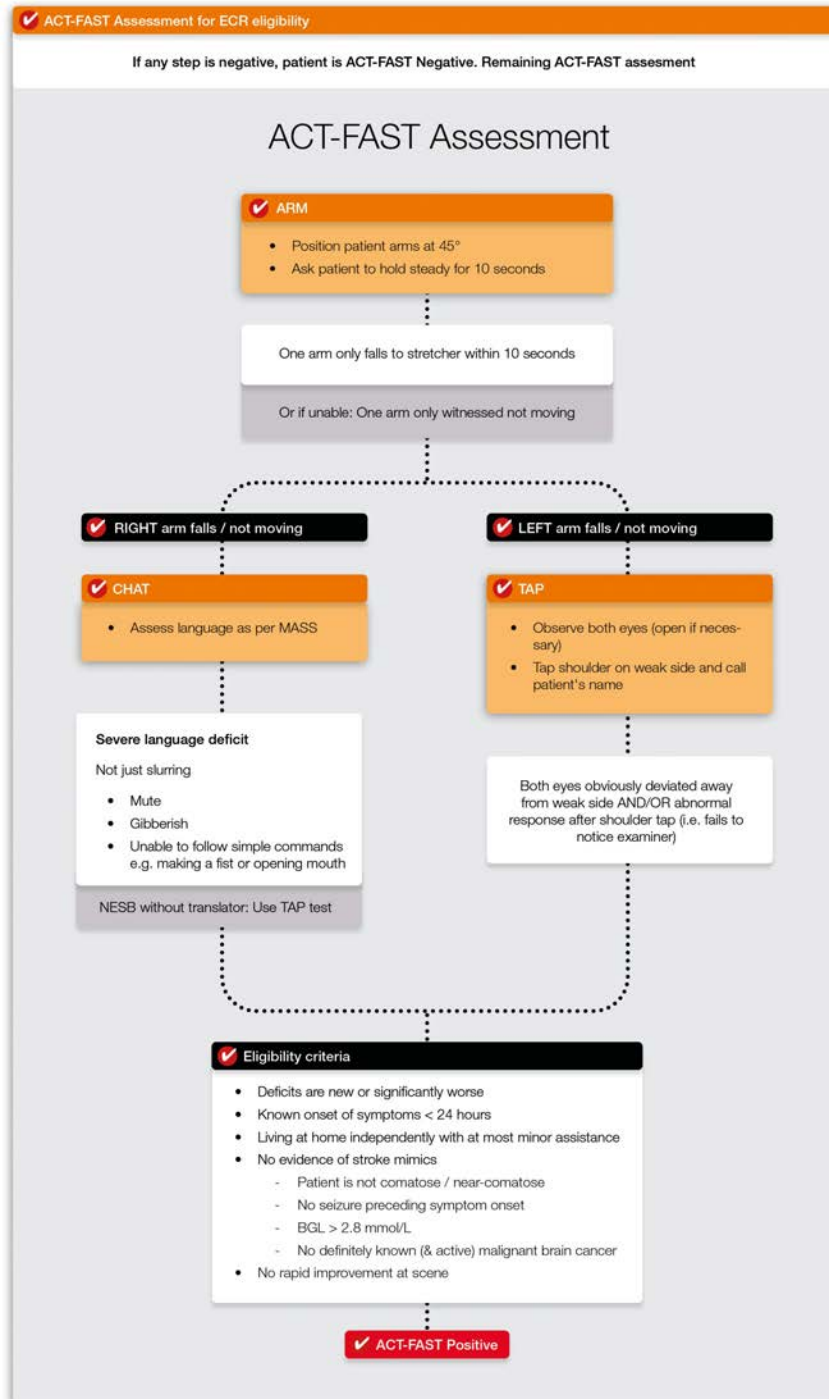 ACT-FAST Assessment for ECR eligibility
If any step is negative, patient is ACT-FAST Negative. Remaining ACT-FAST assesment
ACT-FAST Assessment
ARM
• Position patient arms at 45°
• Ask patient to hold steady for 10 seconds
One arm only falls to stretcher within 10 seconds
Or if unable: One arm only witnessed not moving
RIGHT arm falls / not moving
CHAT
• Assess language as per MASS
Severe language deficit
Not just slurring
• Mute
• Gibberish
• Unable to follow simple commands
e.g. making a fist or opening mouth
NESB without translator: Use TAP test
LEFT arm falls / not moving
TAP
• Observe both eyes (open if neces-
sary)
• Tap shoulder on weak side and call
patient's name
Both eyes obviously deviated away
from weak side AND/OR abnormal
response after shoulder tap (i.e. fails to
notice examiner)
Eligibility criteria
• Deficits are new or significantly worse
• Known onset of symptoms < 24 hours
• Living at home independently with at most minor assistance
• No evidence of stroke mimics
- Patient is not comatose / near-comatose
- No seizure preceding symptom onset
- BGL > 2.8 mmol/L
- No definitely known (& active) malignant brain cancer
• No rapid improvement at scene
ACT-FAST Positive